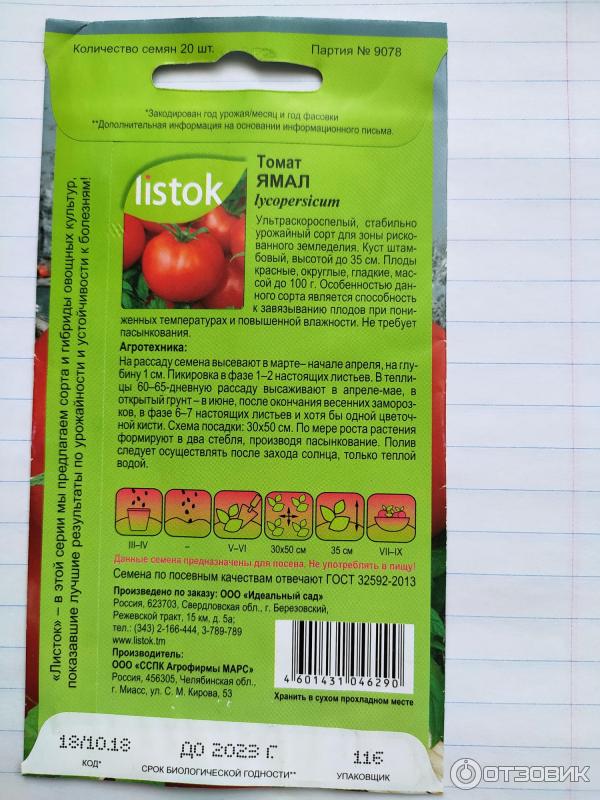 Количество семян 20 шт.
Партия № 9078
*Закодирован год урожая/месяц и год фасовки
**Дополнительная информация на основании информационного письма.
listok
Томат
ЯМАЛ
lycopersicum
Ультраскороспелый, стабильно
урожайный сорт для зоны риско-
ванного земледелия. Куст штам-
бовый, высотой до 35 см. Плоды
красные, округлые, гладкие, мас-
сой до 100 г. Особенностью дан-
ного сорта является способность
к завязыванию плодов при пони-
женных температурах и повышенной влажности. Не требует
пасынкования.
Агротехника:
На рассаду семена высевают в марте– начале апреля, на глу-
бину 1 см. Пикировка в фазе 1–2 настоящих листьев. В тепли-
цы 60–65-дневную рассаду высаживают в апреле-мае, в
открытый грунт – в июне, после окончания весенних замороз-
ков, в фазе 6–7 настоящих листьев и хотя бы одной цветоч-
ной кисти. Схема посадки: 30х50 см. По мере роста растения
формируют в два стебля, производя пасынкование. Полив
следует осуществлять после захода солнца, только теплой
водой.
III–IV
–
V–VI
30х50 см
35 см
VII–IX
Данные семена предназначены для посева. Не употреблять в пищу!
Семена по посевным качествам отвечают ГОСТ 32592-2013
Произведено по заказу: ООО «Идеальный сад»
Россия, 623703, Свердловская обл., г. Березовский,
Режевской тракт, 15 км, д. 5а;
тел.: (343) 2-166-444, 3-789-789
www.listok.tm
Производитель:
ООО «ССПК Агрофирмы МАРС»
Россия, 456305, Челябинская обл.,
г. Миасс, ул. С. М. Кирова, 53
4 601431 046290
Хранить в сухом прохладном месте
«Листок» – в этой серии мы предлагаем сорта и гибриды овощных культур,
показавшие лучшие результаты по урожайности и устойчивости к болезням!
18/10.18
ДО 2023 Г
116
КОД*
СРОК БИОЛОГИЧЕСКОЙ ГОДНОСТИ**
УПАКОВЩИК
ОТЗОВИК